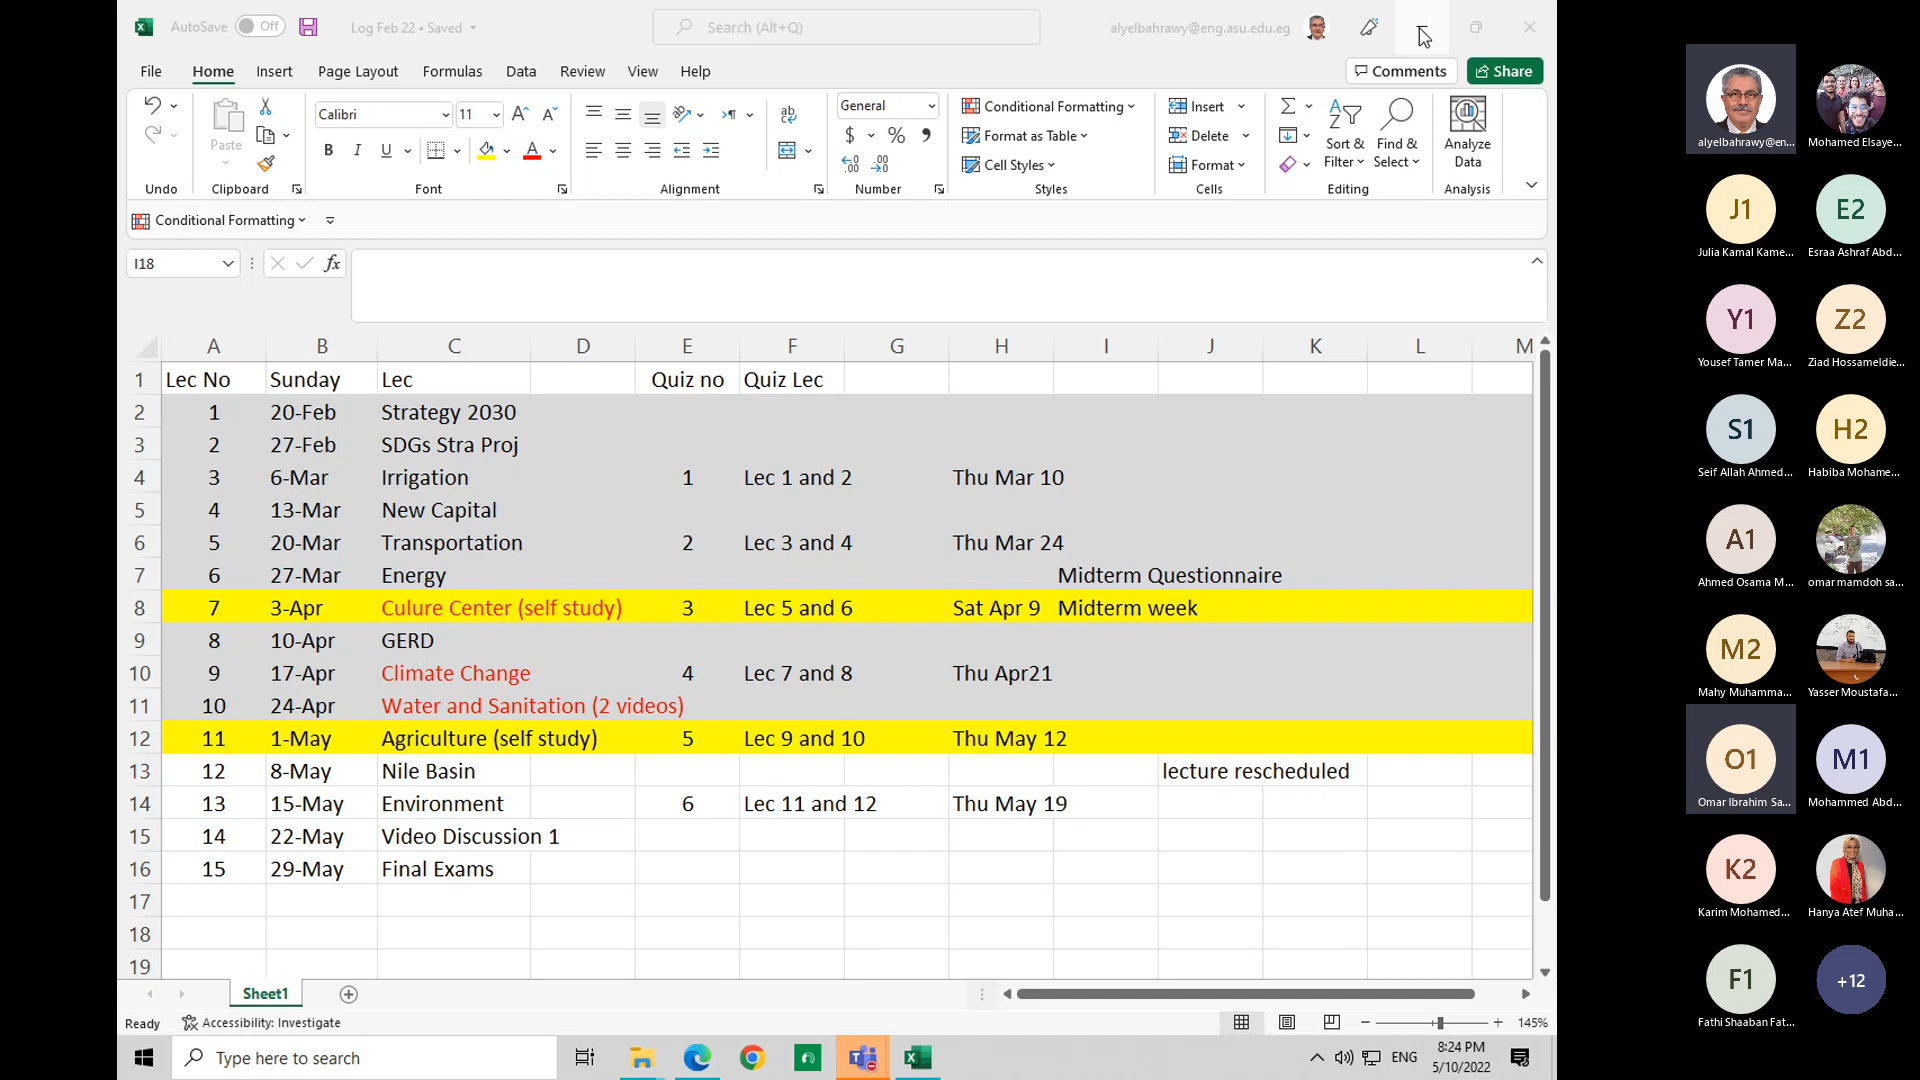 AutoSave Off Log Feb 22 • Saved Search (Alt+Q) alyelbahrawy@eng.asu.edu.eg
File Home Insert Page Layout Formulas Data Review View Help Comments Share
Calibri 11 General
Paste
Conditional Formatting
Format as Table
Cell Styles
Insert
Delete
Format
Sort & Filter
Find & Select
Analyze Data
Undo Clipboard Font Alignment Number Styles Cells Editing Analysis
Conditional Formatting
I18 fx
A B C D E F G H I J K L M
1 Lec No Sunday Lec Quiz no Quiz Lec
2 1 20-Feb Strategy 2030
3 2 27-Feb SDGs Stra Proj
4 3 6-Mar Irrigation 1 Lec 1 and 2 Thu Mar 10
5 4 13-Mar New Capital
6 5 20-Mar Transportation 2 Lec 3 and 4 Thu Mar 24
7 6 27-Mar Energy Midterm Questionnaire
8 7 3-Apr Culure Center (self study) 3 Lec 5 and 6 Sat Apr 9 Midterm week
9 8 10-Apr GERD
10 9 17-Apr Climate Change 4 Lec 7 and 8 Thu Apr21
11 10 24-Apr Water and Sanitation (2 videos)
12 11 1-May Agriculture (self study) 5 Lec 9 and 10 Thu May 12
13 12 8-May Nile Basin lecture rescheduled
14 13 15-May Environment 6 Lec 11 and 12 Thu May 19
15 14 22-May Video Discussion 1
16 15 29-May Final Exams
17
18
19
Sheet1
Ready Accessibility: Investigate 145%
Type here to search ENG 8:24 PM
5/10/2022
alyelbahrawy@en... Mohamed Elsaye...
J1 E2
Julia Kamal Kame... Esraa Ashraf Abd...
Y1 Z2
Yousef Tamer Ma... Ziad Hossameldie...
S1 H2
Seif Allah Ahmed... Habiba Mohame...
A1
Ahmed Osama M... omar mamdoh sa...
M2
Mahy Muhamma... Yasser Moustafa...
O1 M1
Omar Ibrahim Sa... Mohammed Abd...
K2
Karim Mohamed... Hanya Atef Muha...
F1 +12
Fathi Shaaban Fat...